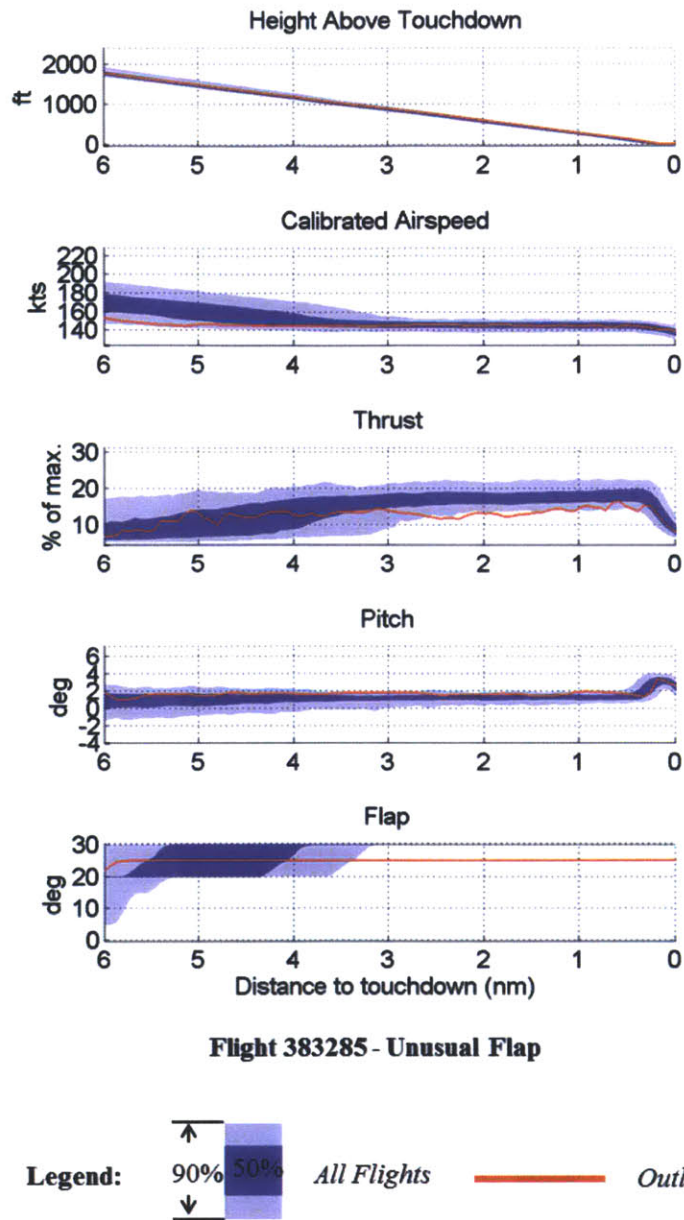 Height Above Touchdown
ft
2000
1000
0
6 5 4 3 2 1 0
Calibrated Airspeed
kts
220
200
180
160
140
6 5 4 3 2 1 0
Thrust
% of max.
30
20
10
6 5 4 3 2 1 0
Pitch
deg
6
4
2
0
-2
-4
6 5 4 3 2 1 0
Flap
deg
30
20
10
0
6 5 4 3 2 1 0
Distance to touchdown (nm)
Flight 383285 - Unusual Flap
Legend: 90% 50% All Flights Outl